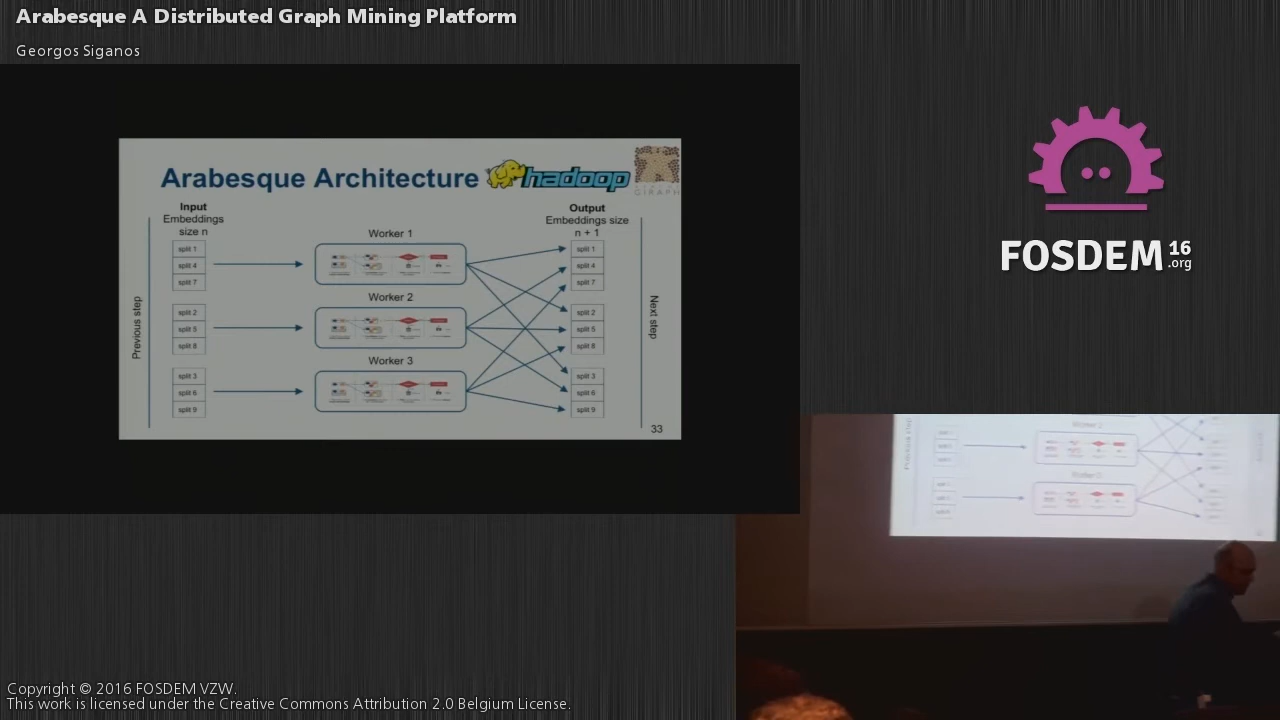 Arabesque A Distributed Graph Mining Platform
Georgos Siganos
Arabesque Architecture
hadoop
GIRAPH
Input
Embeddings
size n
Output
Embeddings size
n + 1
Previous step
split 1
split 4
split 7
split 2
split 5
split 8
split 3
split 6
split 9
Worker 1
Worker 2
Worker 3
split 1
split 4
split 7
split 2
split 5
split 8
split 3
split 6
split 9
Next step
33
FOSDEM 16
.org
Worker 2
Copyright © 2016 FOSDEM VZW.
This work is licensed under the Creative Commons Attribution 2.0 Belgium License.